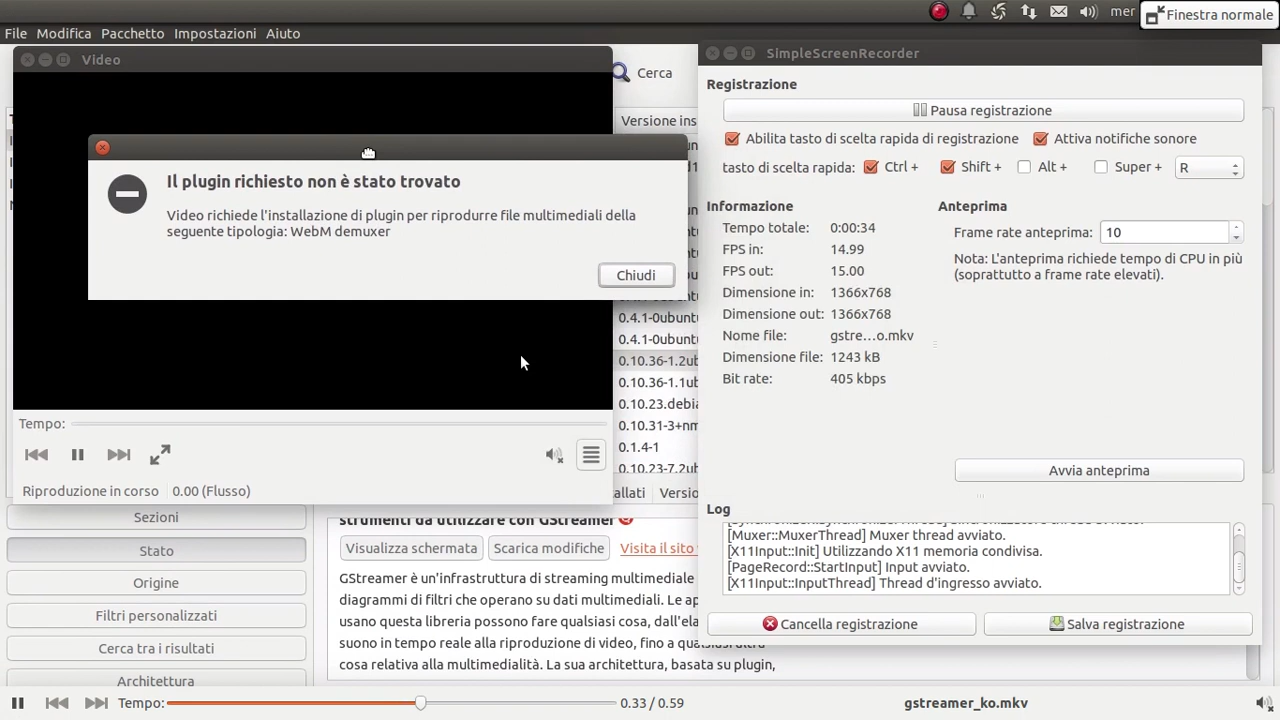 mer
Finestra normale
File Modifica Pacchetto Impostazioni Aiuto
Video
Cerca
Versione ins
Il plugin richiesto non è stato trovato
Video richiede l'installazione di plugin per riprodurre file multimediali della
seguente tipologia: WebM demuxer
Chiudi
0.4.1-0ubuntu
0.4.1-0ubuntu
0.10.36-1.2ub
0.10.36-1.1ub
0.10.23.debia
0.10.31-3+nm
0.1.4-1
0.10.23-7.2ub
Tempo:
Riproduzione in corso 0.00 (Flusso)
SimpleScreenRecorder
Registrazione
Pausa registrazione
Abilita tasto di scelta rapida di registrazione Attiva notifiche sonore
tasto di scelta rapida: Ctrl + Shift + Alt + Super + R
Informazione
Tempo totale: 0:00:34
FPS in: 14.99
FPS out: 15.00
Dimensione in: 1366x768
Dimensione out: 1366x768
Nome file: gstre...o.mkv
Dimensione file: 1243 kB
Bit rate: 405 kbps
Anteprima
Frame rate anteprima: 10
Nota: L'anteprima richiede tempo di CPU in più
(soprattutto a frame rate elevati).
Avvia anteprima
Log
[Muxer::MuxerThread] Muxer thread avviato.
[X11Input::Init] Utilizzando X11 memoria condivisa.
[PageRecord::StartInput] Input avviato.
[X11Input::InputThread] Thread d'ingresso avviato.
Cancella registrazione Salva registrazione
allati Versio
Sezioni
Stato
Origine
Filtri personalizzati
Cerca tra i risultati
Architettura
strumenti da utilizzare con GStreamer
Visualizza schermata Scarica modifiche Visita il sito
GStreamer è un'infrastruttura di streaming multimediale
diagrammi di filtri che operano su dati multimediali. Le ap
usano questa libreria possono fare qualsiasi cosa, dall'ela
suono in tempo reale alla riproduzione di video, fino a qualsiasi altra
cosa relativa alla multimedialità. La sua architettura, basata su plugin,
Tempo: 0.33 / 0.59 gstreamer_ko.mkv